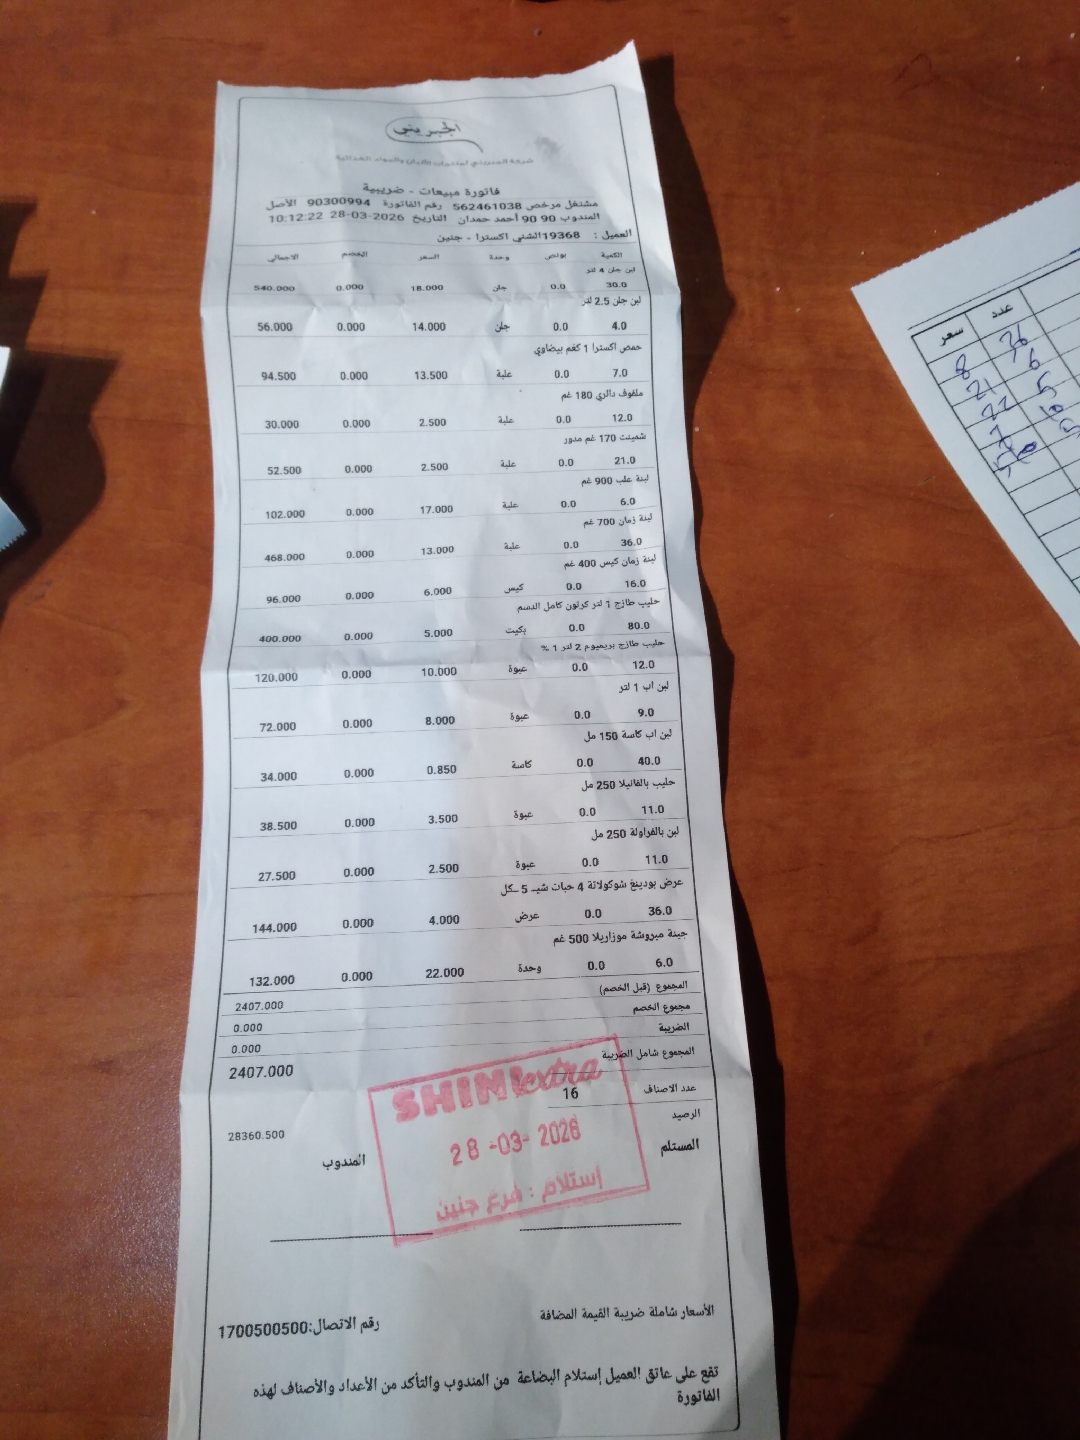 الجبريني
شركة الجبريني لمنتجات الألبان والمواد الغذائية
فاتورة مبيعات - ضريبية
مشتغل مرخص 562461038 رقم الفاتورة 90300994 الأصل
المندوب 90 90 أحمد حمدان التاريخ 2026-03-28 10:12:22
العميل : 19368الشني اكسترا - جنين
الكمية بونص وحدة السعر الخصم الاجمالي
لبن جلن 4 لتر
30.0 0.0 جلن 18.000 0.000 540.000
لبن جلن 2.5 لتر
4.0 0.0 جلن 14.000 0.000 56.000
حمص اكسترا 1 كغم بيضاوي
7.0 0.0 علبة 13.500 0.000 94.500
ملفوف دائري 180 غم
12.0 0.0 علبة 2.500 0.000 30.000
شمينت 170 غم مدور
21.0 0.0 علبة 2.500 0.000 52.500
لبنة علب 900 غم
6.0 0.0 علبة 17.000 0.000 102.000
لبنة زمان 700 غم
36.0 0.0 علبة 13.000 0.000 468.000
لبنة زمان كيس 400 غم
16.0 0.0 كيس 6.000 0.000 96.000
حليب طازج 1 لتر كرتون كامل الدسم
80.0 0.0 بكيت 5.000 0.000 400.000
حليب طازج بريميوم 2 لتر 1 %
12.0 0.0 عبوة 10.000 0.000 120.000
لبن اب 1 لتر
9.0 0.0 عبوة 8.000 0.000 72.000
لبن اب كاسة 150 مل
40.0 0.0 كاسة 0.850 0.000 34.000
حليب بالفانيلا 250 مل
11.0 0.0 عبوة 3.500 0.000 38.500
لبن بالفراولة 250 مل
11.0 0.0 عبوة 2.500 0.000 27.500
عرض بودينغ شوكولاتة 4 حبات شيـ 5 ـكل
36.0 0.0 عرض 4.000 0.000 144.000
جبنة مبروشة موزاريلا 500 غم
6.0 0.0 وحدة 22.000 0.000 132.000
المجموع (قبل الخصم) 2407.000
مجموع الخصم 0.000
الضريبة 0.000
المجموع شامل الضريبة 2407.000
عدد الاصناف 16
الرصيد 28360.500
المستلم المندوب
SHINI extra
28 -03- 2026
إستلام : فرع جنين
الأسعار شاملة ضريبة القيمة المضافة رقم الاتصال:1700500500
تقع على عاتق العميل إستلام البضاعة من المندوب والتأكد من الأعداد والأصناف لهذه
الفاتورة
عدد سعر